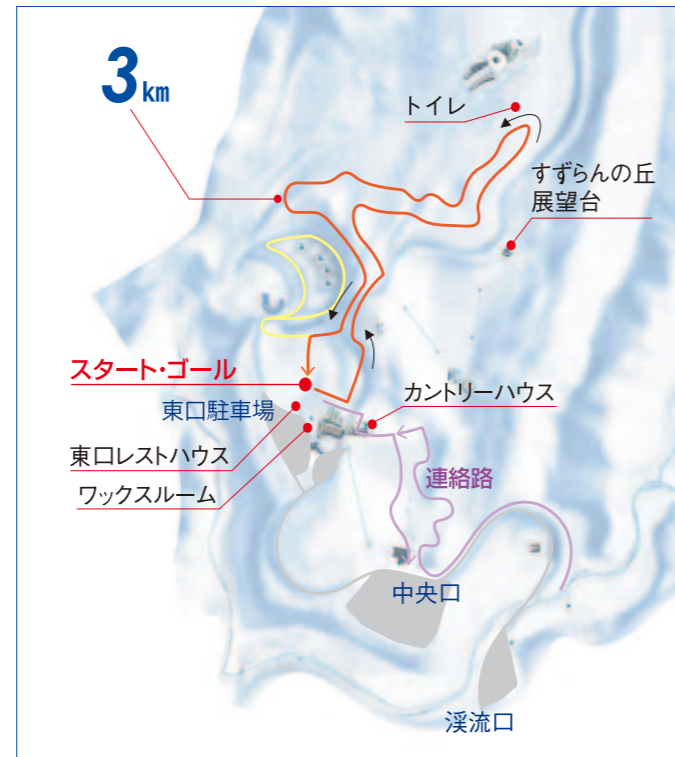 3km
トイレ
すずらんの丘
展望台
スタート・ゴール
東口駐車場
カントリーハウス
東口レストハウス
ワックスルーム
連絡路
中央口
渓流口